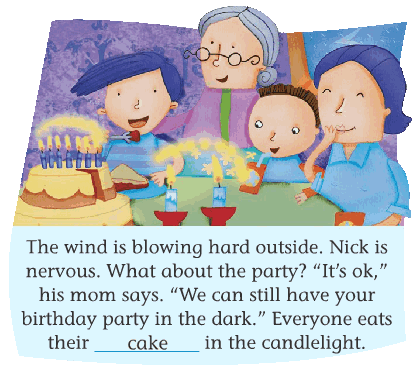 The wind is blowing hard outside. Nick is
nervous. What about the party? “It’s ok,”
his mom says. “We can still have your
birthday party in the dark.” Everyone eats
their cake in the candlelight.